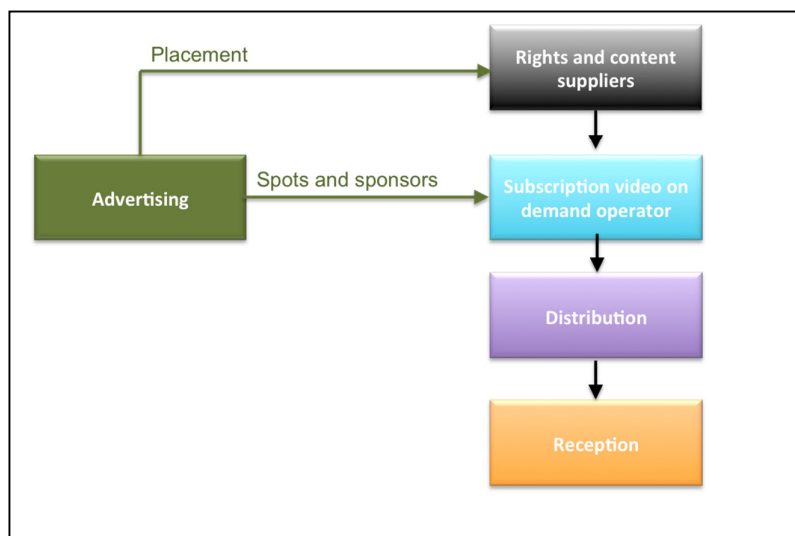 Placement
Rights and content
suppliers
Advertising
Spots and sponsors
Subscription video on
demand operator
Distribution
Reception